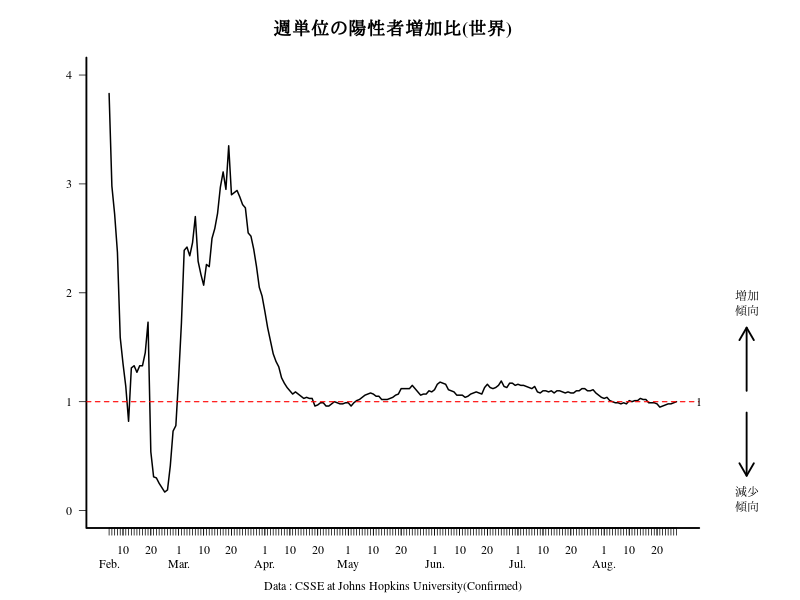 週単位の陽性者増加比(世界)
4
3
2
1
0
1
増加
傾向
減少
傾向
10 20 1 10 20 1 10 20 1 10 20 1 10 20 1 10 20 1 10 20
Feb. Mar. Apr. May Jun. Jul. Aug.
Data : CSSE at Johns Hopkins University(Confirmed)